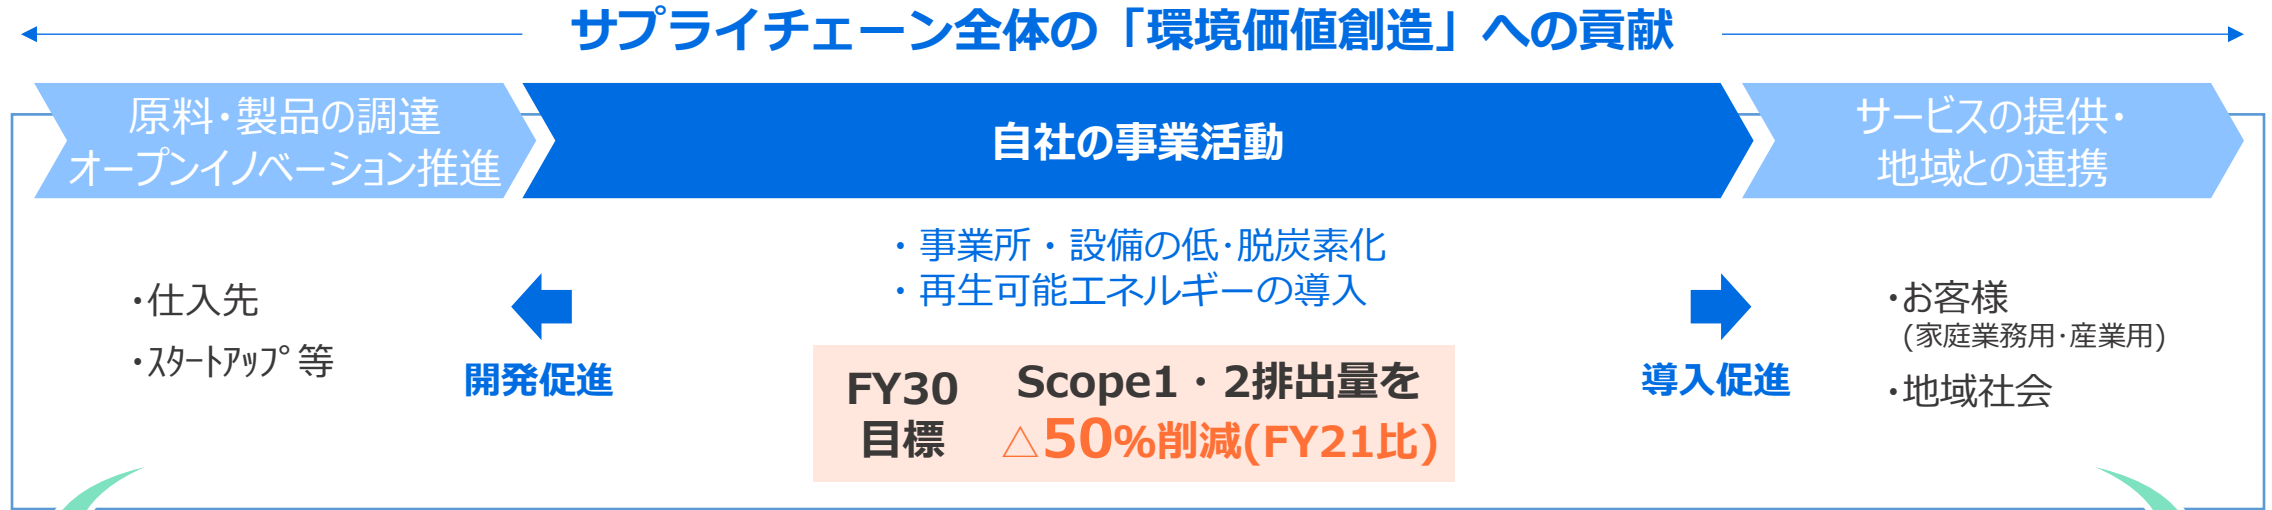 サプライチェーン全体の「環境価値創造」への貢献
原料・製品の調達
オープンイノベーション推進
自社の事業活動
サービスの提供・
地域との連携
・事業所・設備の低・脱炭素化
・再生可能エネルギーの導入
・仕入先
・ｽﾀｰﾄｱｯﾌﾟ等
開発促進
FY30
目標
Scope1・2排出量を
△50%削減(FY21比)
導入促進
・お客様
(家庭業務用・産業用)
・地域社会